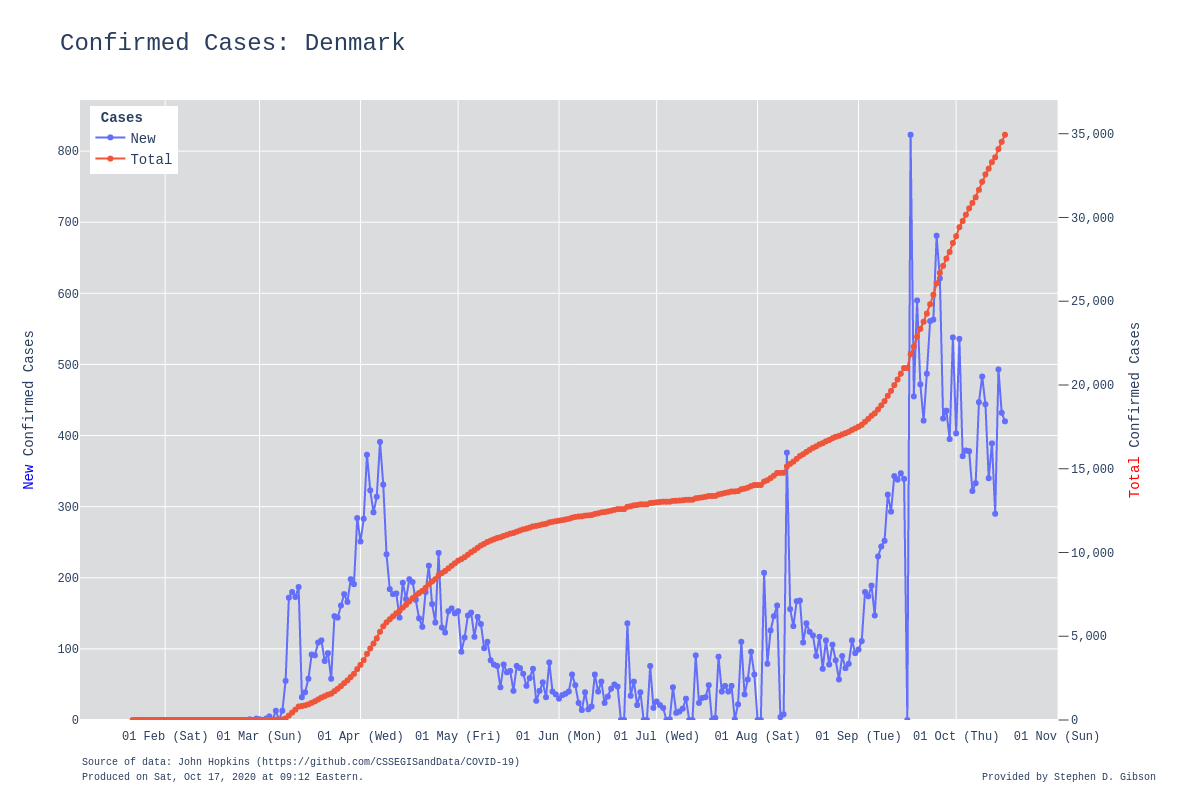 Confirmed Cases: Denmark
Cases
New
Total
800
700
600
500
400
300
200
100
0
New Confirmed Cases
35,000
30,000
25,000
20,000
15,000
10,000
5,000
0
Total Confirmed Cases
01 Feb (Sat) 01 Mar (Sun) 01 Apr (Wed) 01 May (Fri) 01 Jun (Mon) 01 Jul (Wed) 01 Aug (Sat) 01 Sep (Tue) 01 Oct (Thu) 01 Nov (Sun)
Source of data: John Hopkins (https://github.com/CSSEGISandData/COVID-19)
Produced on Sat, Oct 17, 2020 at 09:12 Eastern.
Provided by Stephen D. Gibson